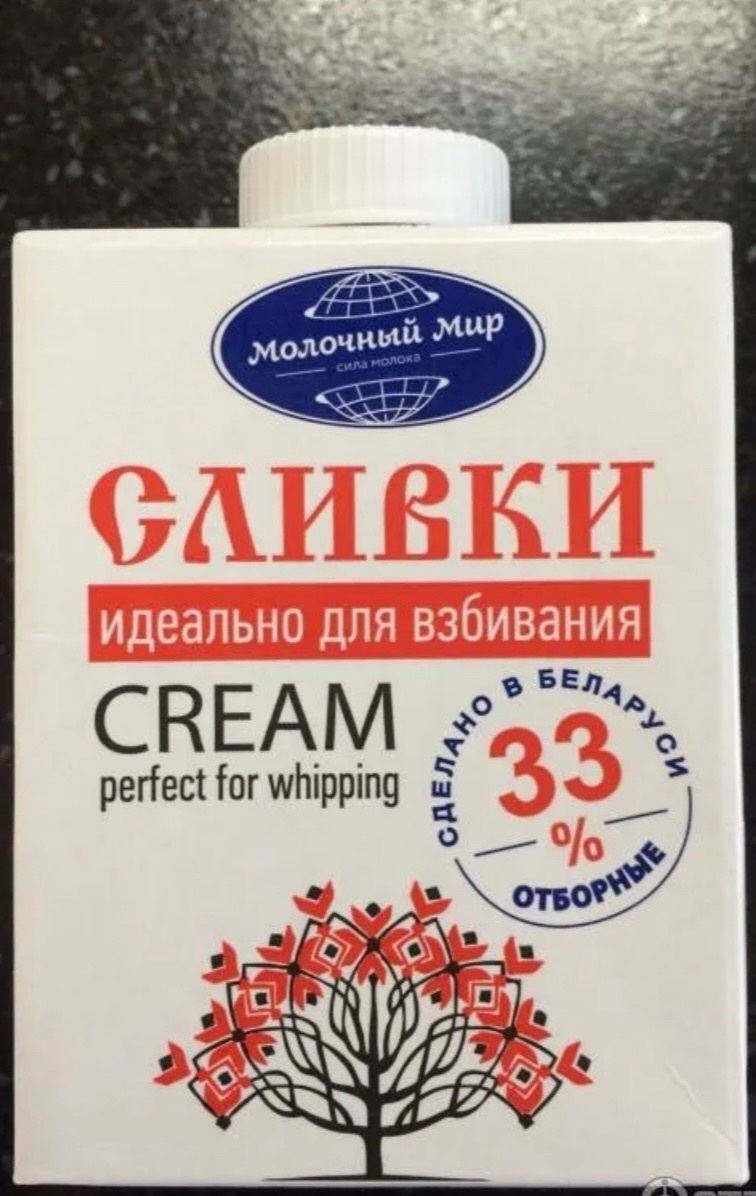 молочный мир
сила молока
СЛИВКИ
идеально для взбивания
CREAM
perfect for whipping
СДЕЛАНО В БЕЛАРУСИ
33
%
ОТБОРНЫЕ